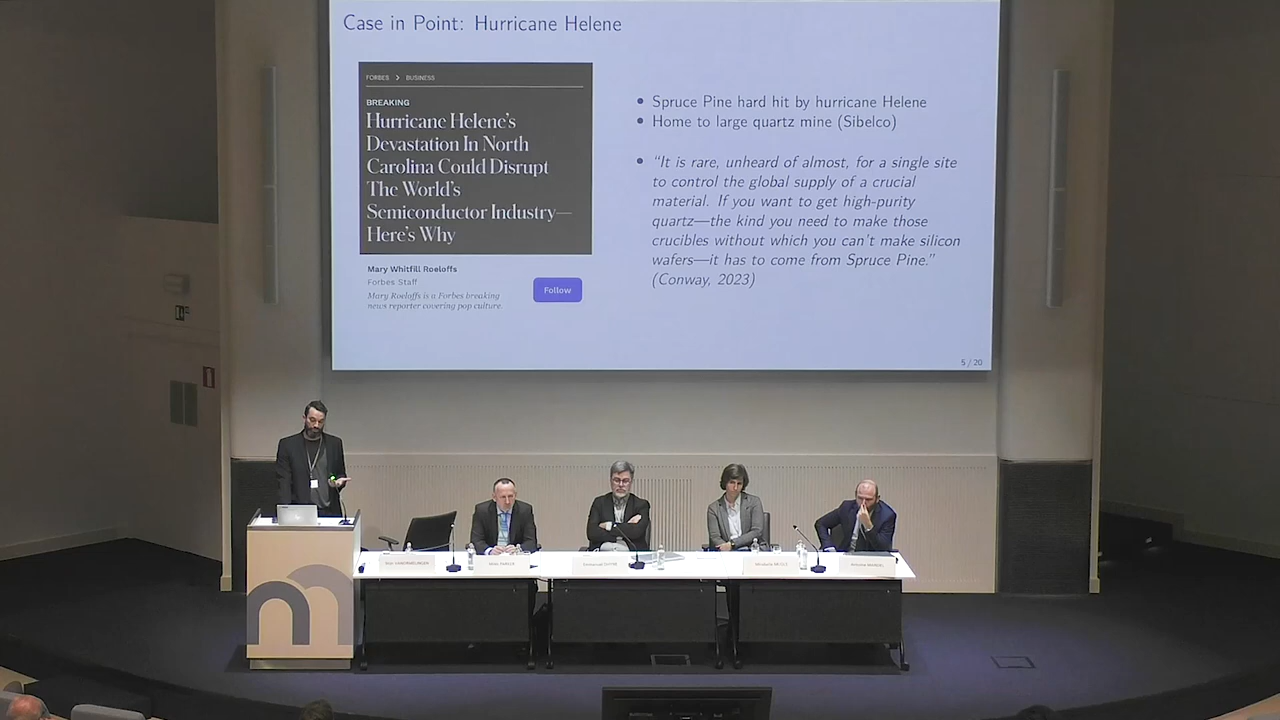 Case in Point: Hurricane Helene
FORBES > BUSINESS
BREAKING
Hurricane Helene's
Devastation In North
Carolina Could Disrupt
The World's
Semiconductor Industry—
Here's Why
Mary Whitfill Roeloffs
Forbes Staff
Mary Roeloffs is a Forbes breaking
news reporter covering pop culture.
Follow
• Spruce Pine hard hit by hurricane Helene
• Home to large quartz mine (Sibelco)
• "It is rare, unheard of almost, for a single site
to control the global supply of a crucial
material. If you want to get high-purity
quartz—the kind you need to make those
crucibles without which you can't make silicon
wafers—it has to come from Spruce Pine."
(Conway, 2023)
5 / 20